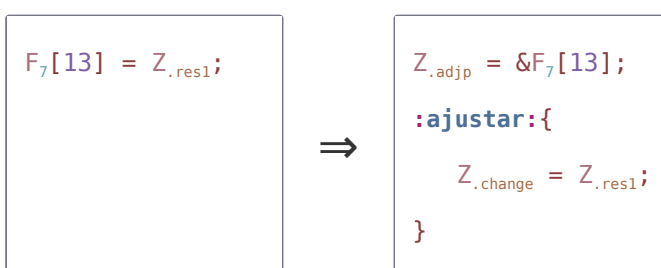 F₇[13] = Z.res1;
⇒
Z.adjp = &F₇[13];
:ajustar:{
Z.change = Z.res1;
}